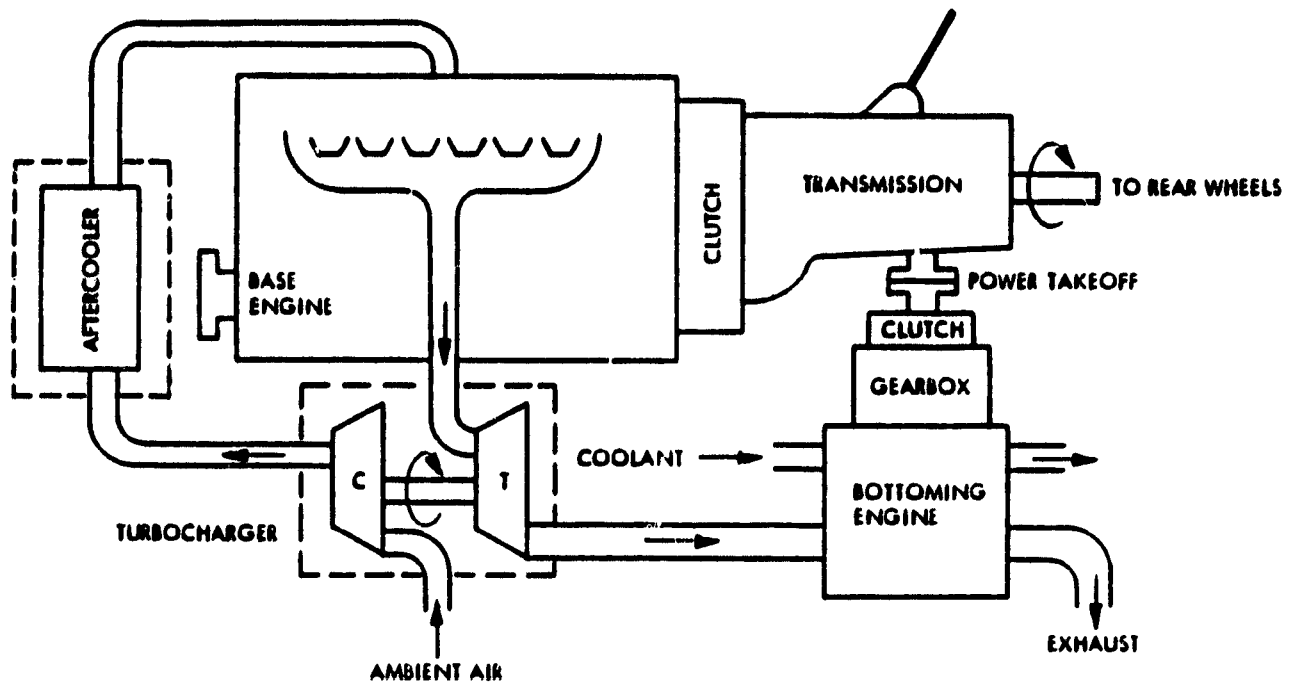 TRANSMISSION
TO REAR WHEELS
CLUTCH
AFTERCOOLER
BASE
ENGINE
POWER TAKEOFF
CLUTCH
GEARBOX
COOLANT
C
T
BOTTOMING
ENGINE
TURBOCHARGER
EXHAUST
AMBIENT AIR